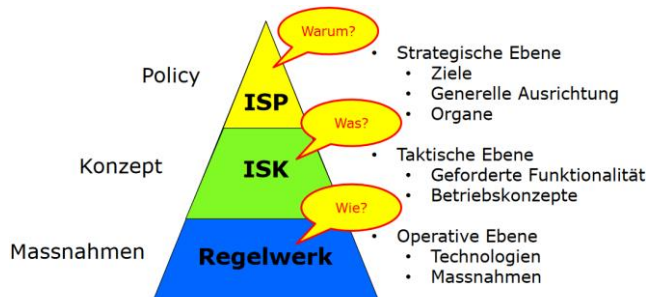 Warum?
Policy
ISP
• Strategische Ebene
• Ziele
• Generelle Ausrichtung
• Organe
Was?
Konzept
ISK
• Taktische Ebene
• Geforderte Funktionalität
• Betriebskonzepte
Wie?
Massnahmen
Regelwerk
• Operative Ebene
• Technologien
• Massnahmen